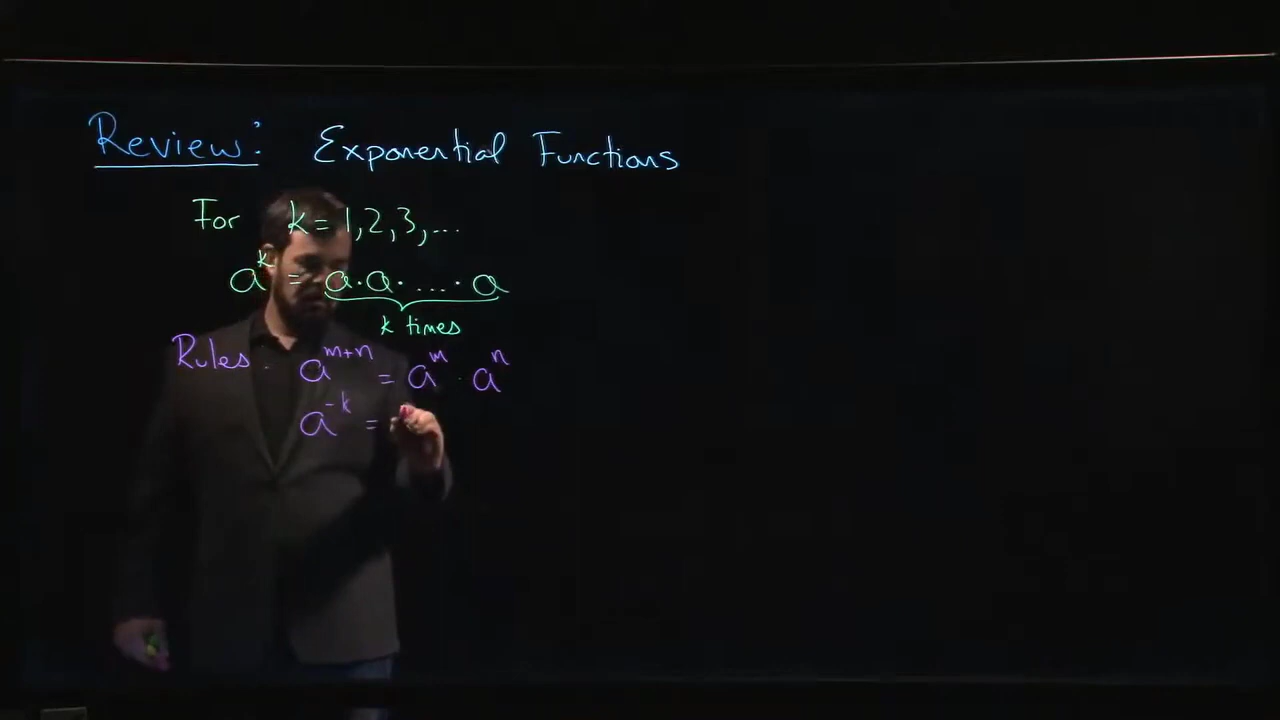 Review: Exponential Functions
For k = 1, 2, 3, ...
a^k = a · a · ... · a
k times
Rules: a^{m+n} = a^m · a^n
a^{-k} =